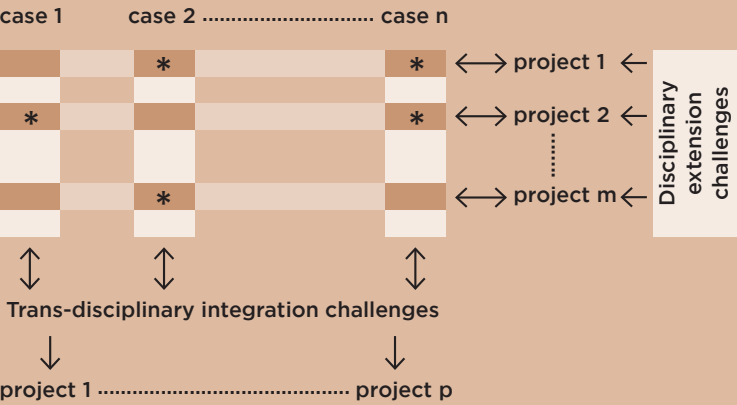 case 1 case 2 ........................................ case n
* * project 1
* * project 2
* project m
Disciplinary
extension
challenges
Trans-disciplinary integration challenges
project 1 .......................................................... project p